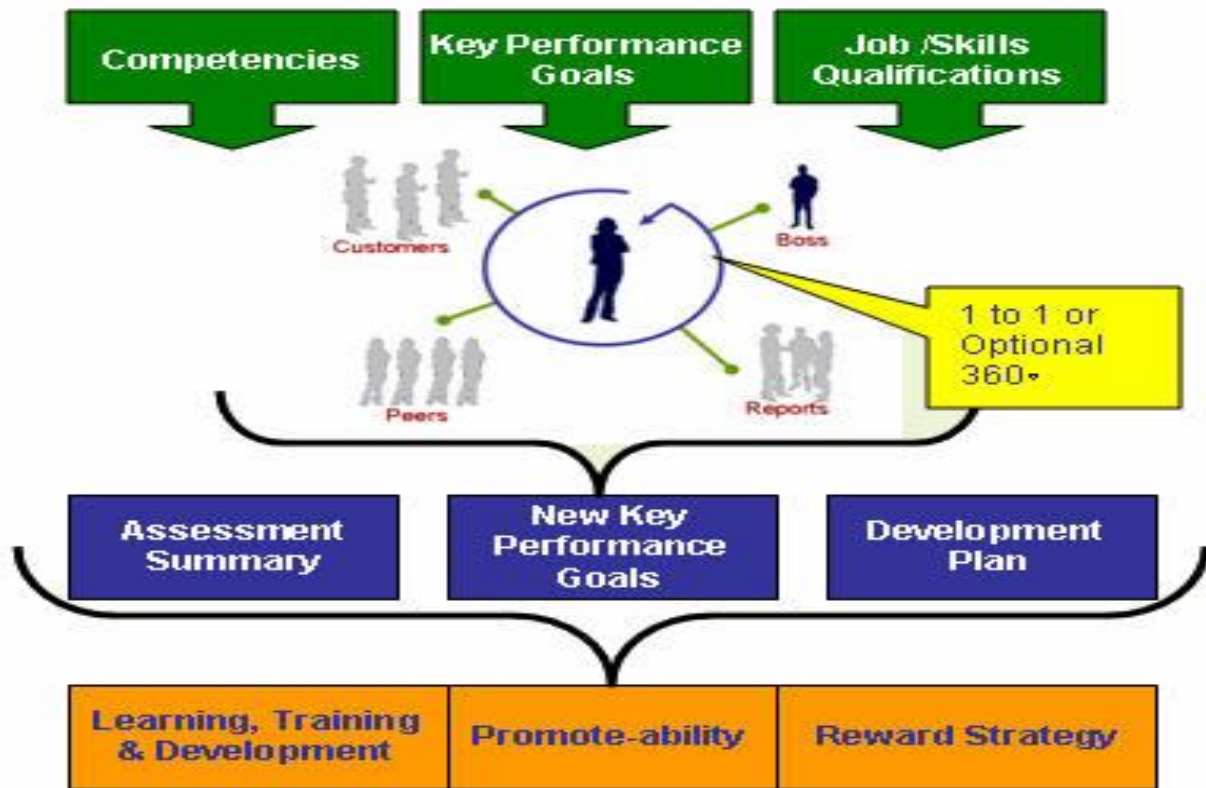 Competencies
Key Performance
Goals
Job /Skills
Qualifications
Customers
Boss
1 to 1 or
Optional
360°
Peers
Reports
Assessment
Summary
New Key
Performance
Goals
Development
Plan
Learning, Training
& Development
Promote-ability
Reward Strategy